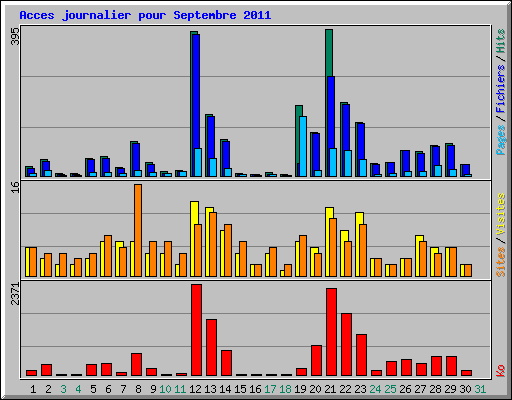 Acces journalier pour Septembre 2011
395
Pages / Fichiers / Hits
16
Sites / Visites
2371
Ko
1 2 3 4 5 6 7 8 9 10 11 12 13 14 15 16 17 18 19 20 21 22 23 24 25 26 27 28 29 30 31